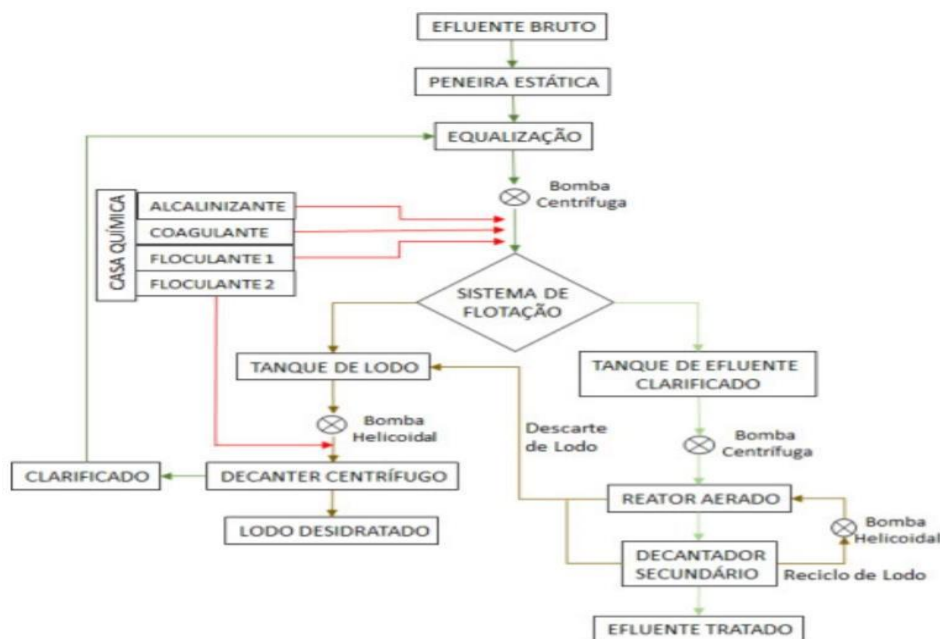 EFLUENTE BRUTO
PENEIRA ESTÁTICA
EQUALIZAÇÃO
Bomba
Centrífuga
CASA QUÍMICA
ALCALINIZANTE
COAGULANTE
FLOCULANTE 1
FLOCULANTE 2
SISTEMA DE
FLOTAÇÃO
TANQUE DE LODO
TANQUE DE EFLUENTE
CLARIFICADO
Bomba
Helicoidal
Descarte
de Lodo
Bomba
Centrífuga
CLARIFICADO
DECANTER CENTRÍFUGO
REATOR AERADO
LODO DESIDRATADO
Bomba
Helicoidal
DECANTADOR
SECUNDÁRIO
Reciclo de Lodo
EFLUENTE TRATADO